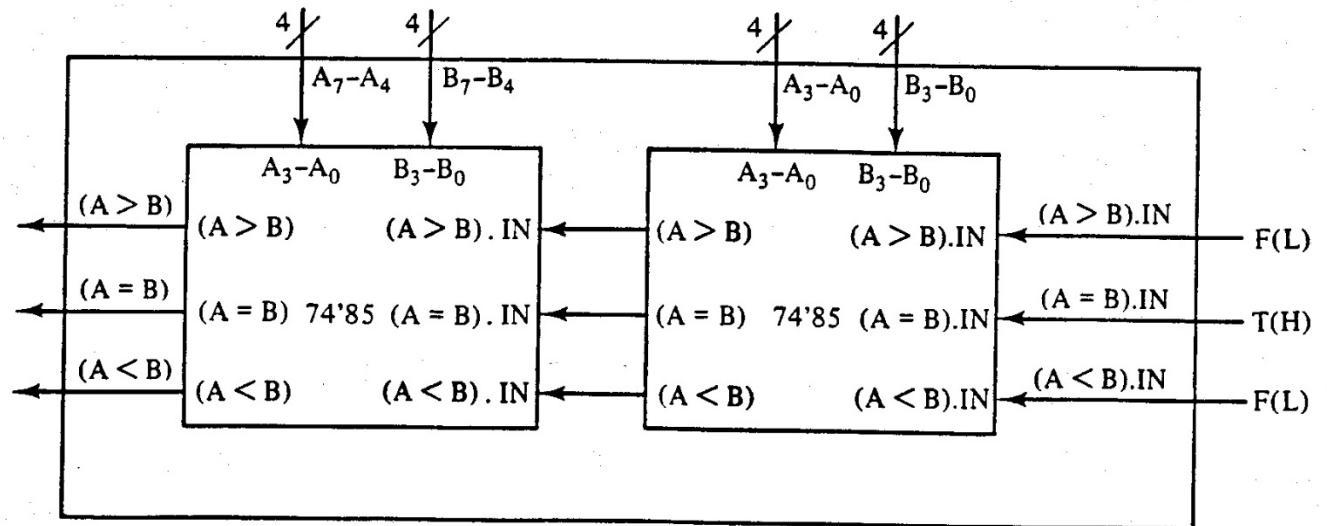 4 4 4 4
A₇–A₄ B₇–B₄ A₃–A₀ B₃–B₀
A₃–A₀ B₃–B₀ A₃–A₀ B₃–B₀
(A > B) (A > B) (A > B) . IN (A > B) (A > B).IN (A > B).IN F(L)
(A = B) (A = B) 74'85 (A = B) . IN (A = B) 74'85 (A = B).IN (A = B).IN T(H)
(A < B) (A < B) (A < B) . IN (A < B) (A < B).IN (A < B).IN F(L)